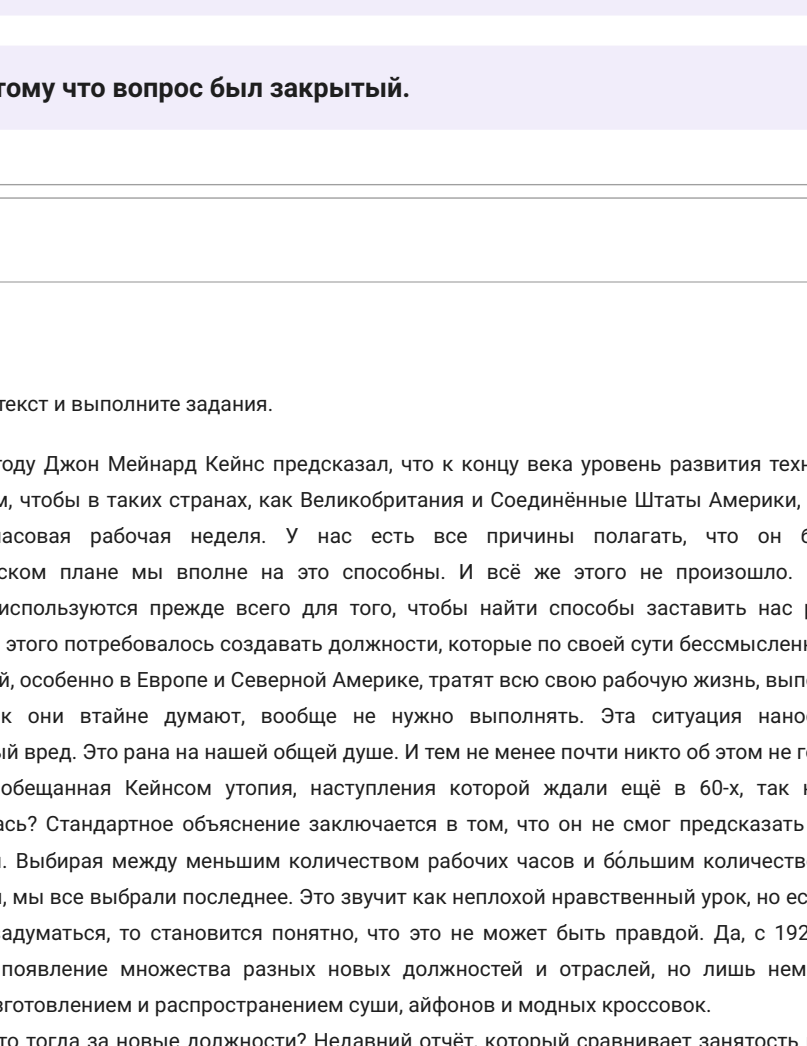 тому что вопрос был закрытый.
текст и выполните задания.
году Джон Мейнард Кейнс предсказал, что к концу века уровень развития техн
м, чтобы в таких странах, как Великобритания и Соединённые Штаты Америки,
часовая рабочая неделя. У нас есть все причины полагать, что он б
ском плане мы вполне на это способны. И всё же этого не произошло.
используются прежде всего для того, чтобы найти способы заставить нас р
этого потребовалось создавать должности, которые по своей сути бессмысленн
й, особенно в Европе и Северной Америке, тратят всю свою рабочую жизнь, выпо
к они втайне думают, вообще не нужно выполнять. Эта ситуация нано
ый вред. Это рана на нашей общей душе. И тем не менее почти никто об этом не го
обещанная Кейнсом утопия, наступления которой ждали ещё в 60-х, так н
ась? Стандартное объяснение заключается в том, что он не смог предсказать
. Выбирая между меньшим количеством рабочих часов и бо́льшим количеств
, мы все выбрали последнее. Это звучит как неплохой нравственный урок, но ес
адуматься, то становится понятно, что это не может быть правдой. Да, с 192
появление множества разных новых должностей и отраслей, но лишь нем
зготовлением и распространением суши, айфонов и модных кроссовок.
то тогда за новые должности? Недавний отчёт, который сравнивает занятость